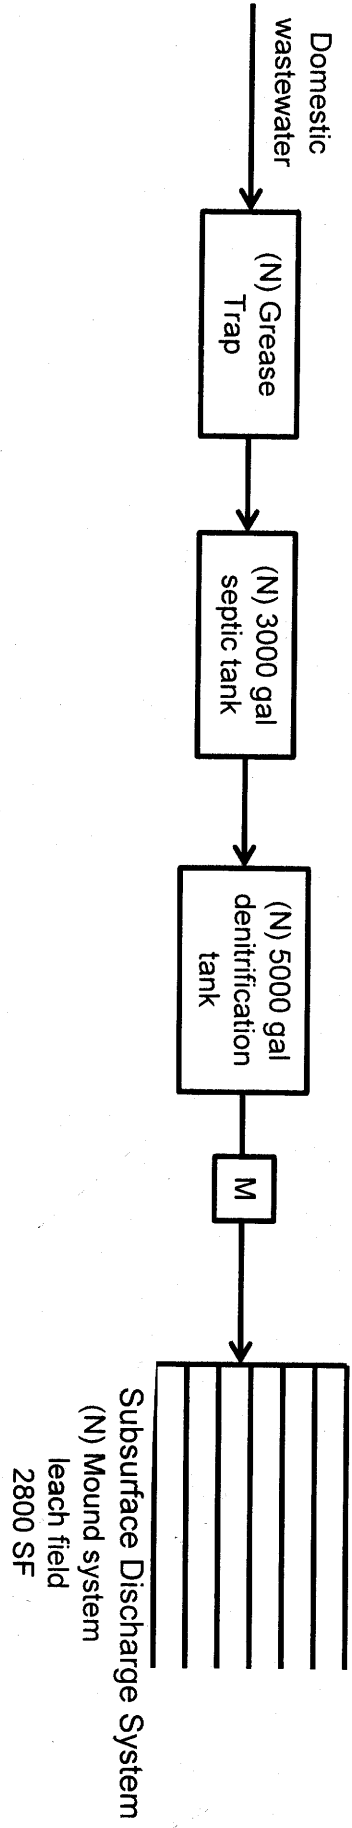 Domestic
wastewater
(N) Grease
Trap
(N) 3000 gal
septic tank
(N) 5000 gal
denitrification
tank
M
Subsurface Discharge System
(N) Mound system
leach field
2800 SF